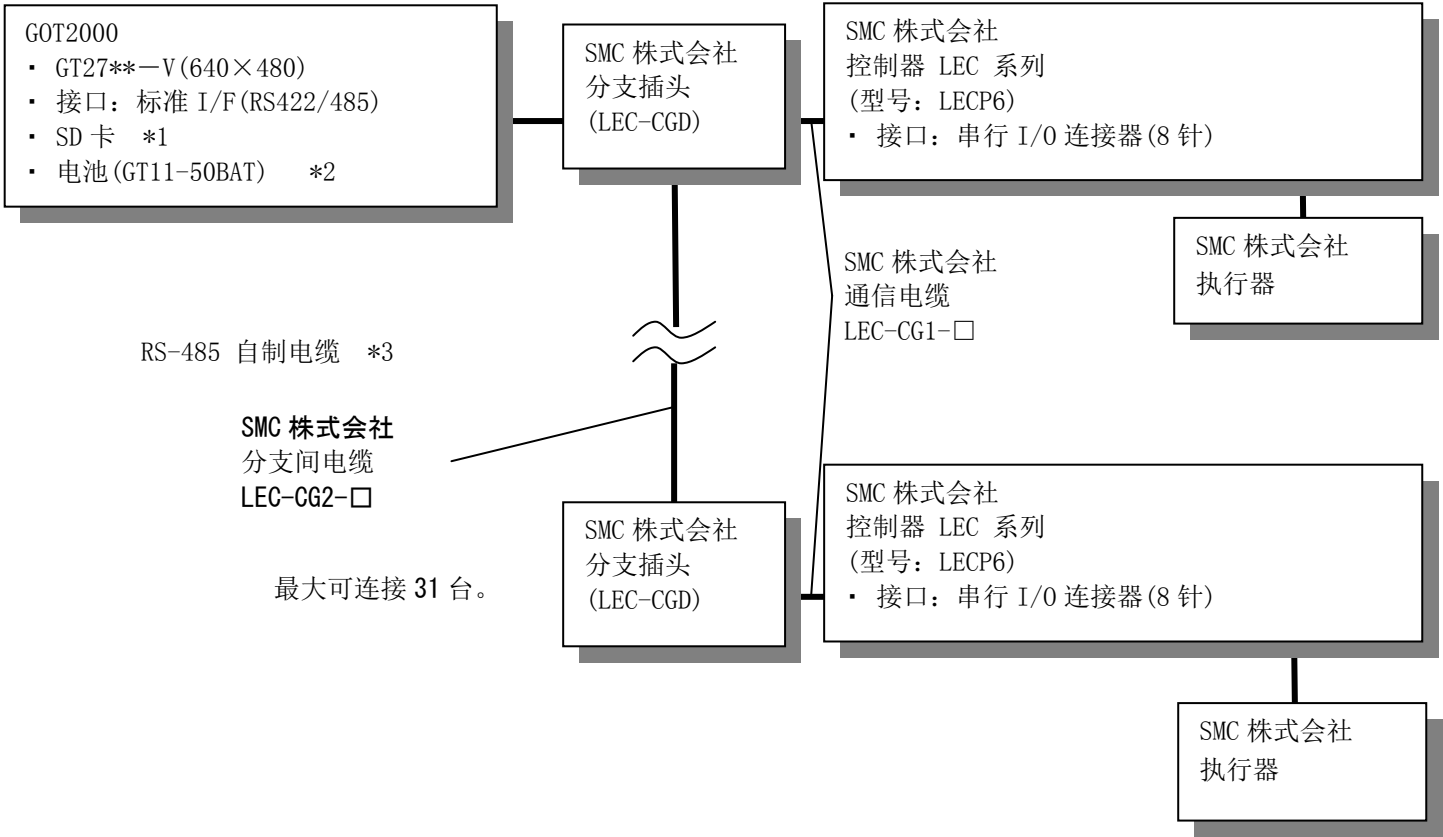 GOT2000
・ GT27**－V(640×480)
・ 接口：标准 I/F(RS422/485)
・ SD 卡 *1
・ 电池(GT11-50BAT) *2
SMC 株式会社
分支插头
(LEC-CGD)
SMC 株式会社
控制器 LEC 系列
(型号：LECP6)
・ 接口：串行 I/O 连接器(8 针)
SMC 株式会社
执行器
SMC 株式会社
通信电缆
LEC-CG1-□
RS-485 自制电缆 *3
SMC 株式会社
分支间电缆
LEC-CG2-□
最大可连接 31 台。
SMC 株式会社
分支插头
(LEC-CGD)
SMC 株式会社
控制器 LEC 系列
(型号：LECP6)
・ 接口：串行 I/O 连接器(8 针)
SMC 株式会社
执行器